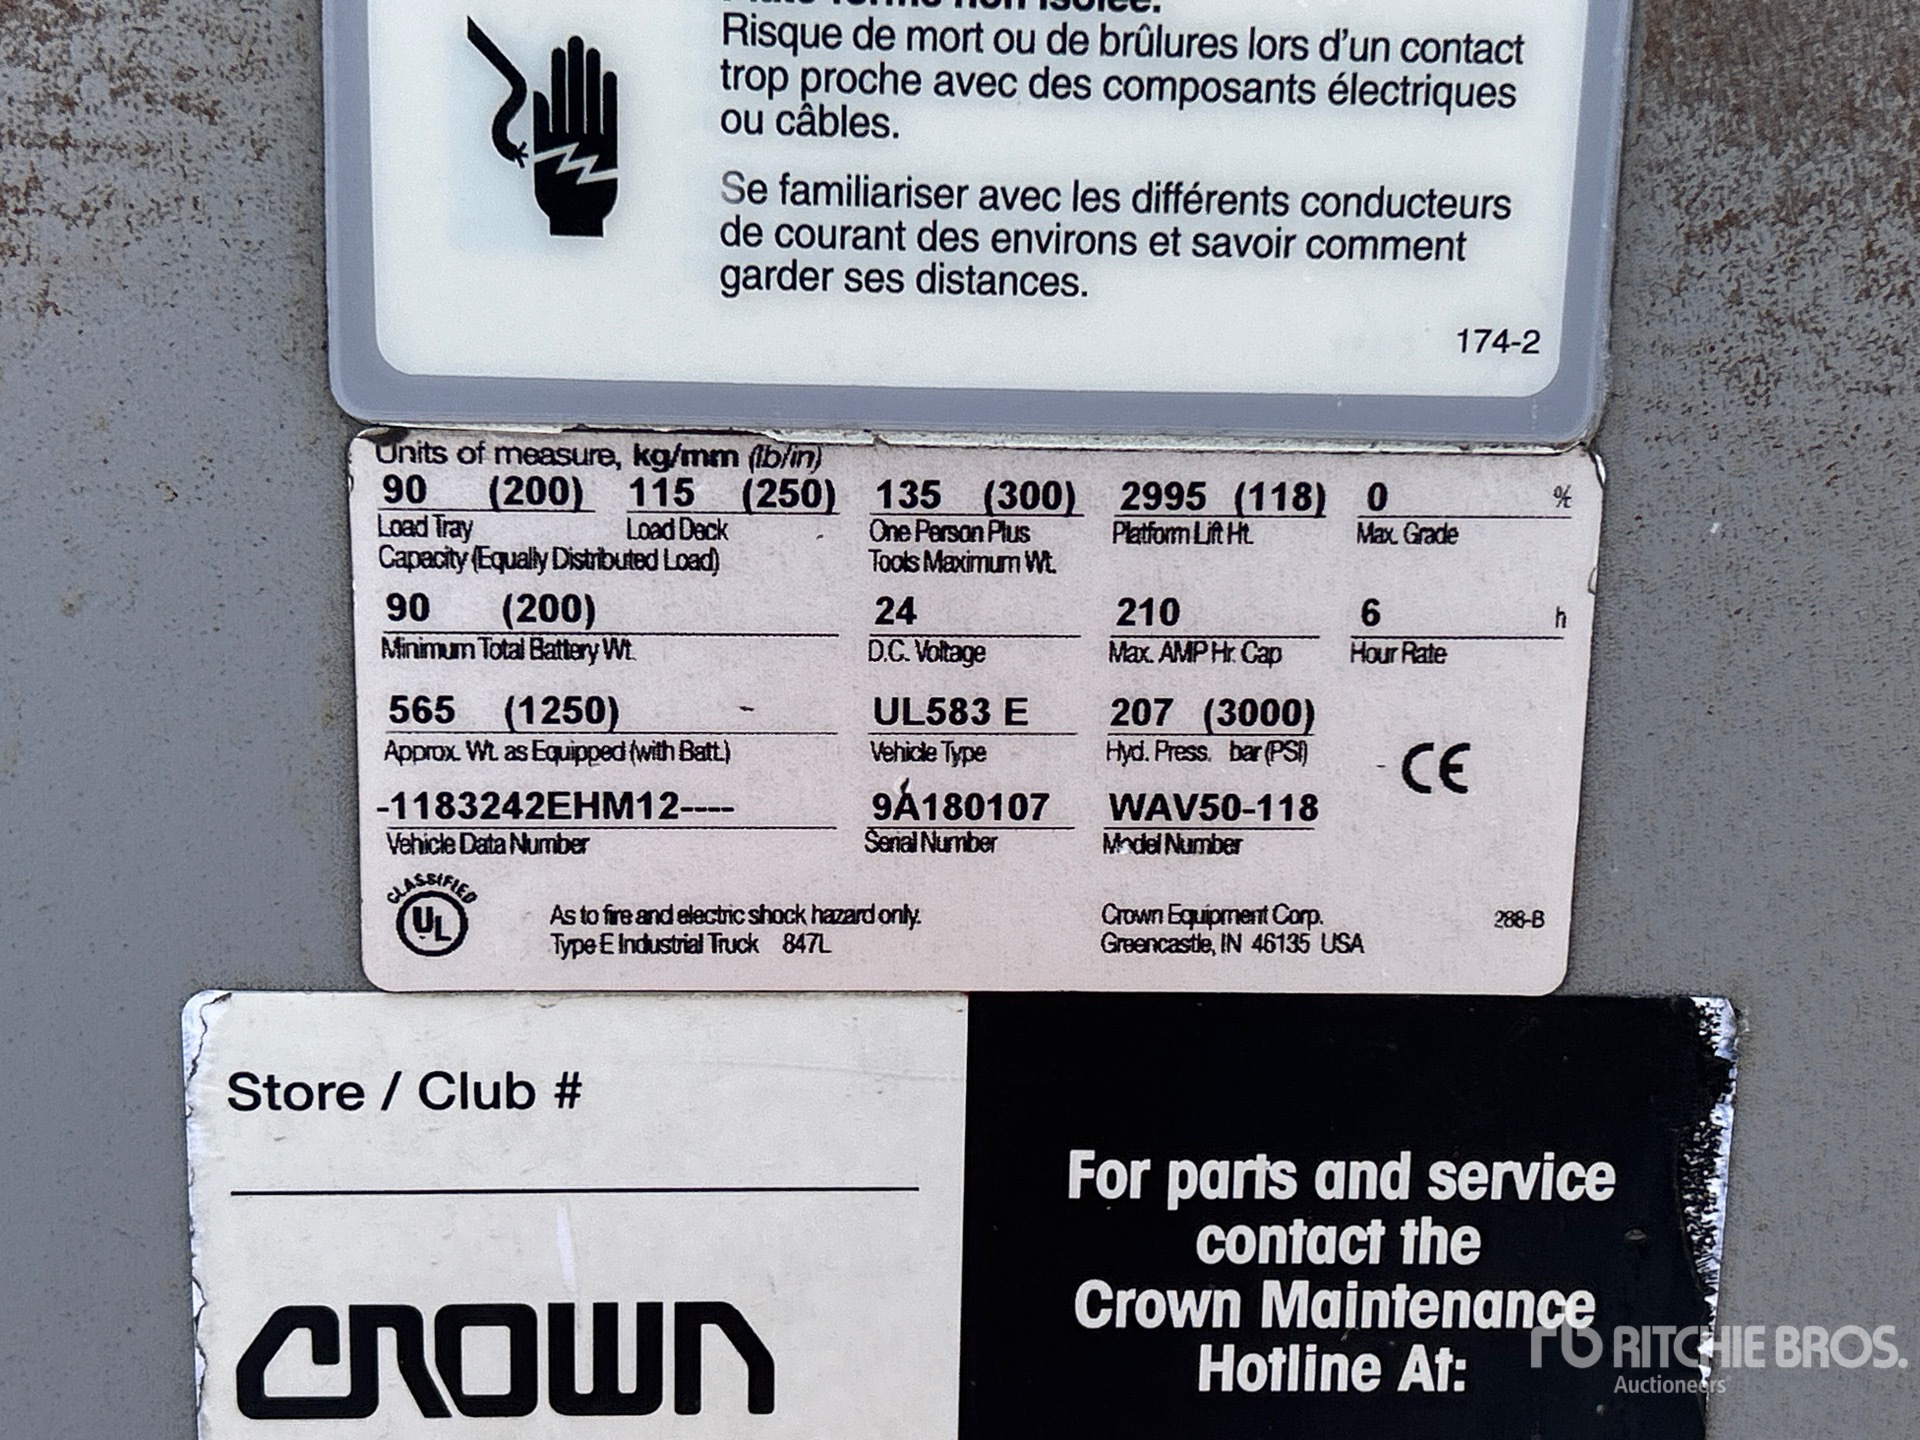 Plate-forme non isolée.
Risque de mort ou de brûlures lors d'un contact
trop proche avec des composants électriques
ou câbles.
Se familiariser avec les différents conducteurs
de courant des environs et savoir comment
garder ses distances.
174-2
Units of measure, kg/mm (lb/in)
90 (200) 115 (250) 135 (300) 2995 (118) 0 %
Load Tray Load Deck One Person Plus Platform Lift Ht. Max. Grade
Capacity (Equally Distributed Load) Tools Maximum Wt.
90 (200) 24 210 6 h
Minimum Total Battery Wt. D.C. Voltage Max. AMP Hr. Cap Hour Rate
565 (1250) UL583 E 207 (3000)
Approx. Wt. as Equipped (with Batt.) Vehicle Type Hyd. Press. bar (PSI)
CE
-1183242EHM12---- 9A180107 WAV50-118
Vehicle Data Number Serial Number Model Number
CLASSIFIED
UL
As to fire and electric shock hazard only. Crown Equipment Corp. 288-B
Type E Industrial Truck 847L Greencastle, IN 46135 USA
Store / Club #
CROWN
For parts and service
contact the
Crown Maintenance
Hotline At:
rb RITCHIE BROS.
Auctioneers